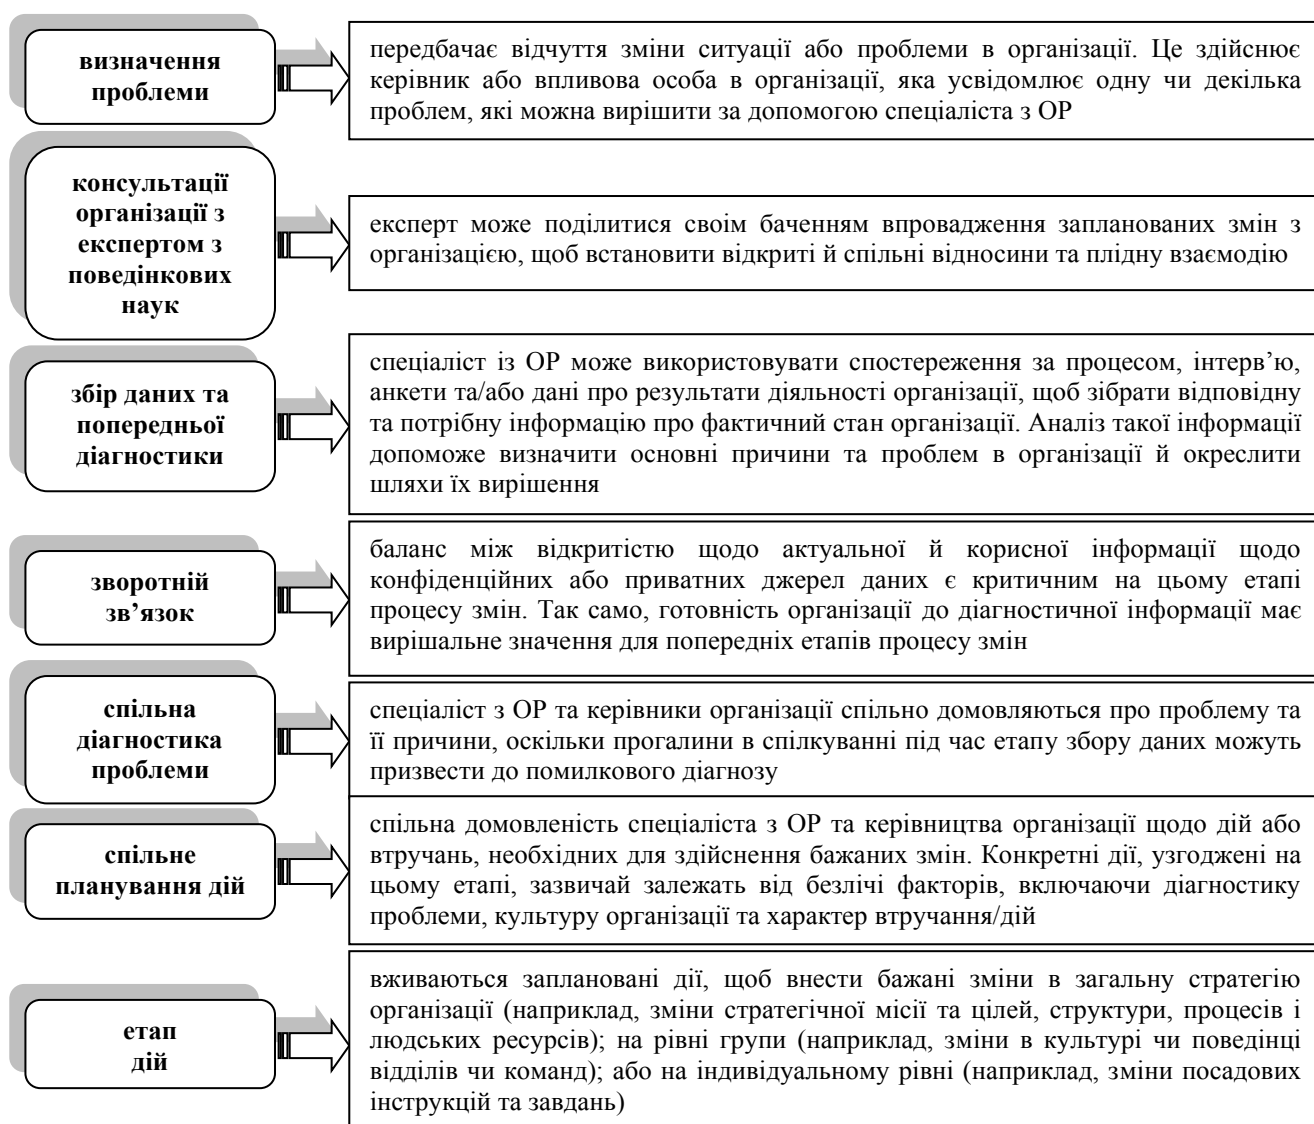 визначення
проблеми
передбачає відчуття зміни ситуації або проблеми в організації. Це здійснює
керівник або впливова особа в організації, яка усвідомлює одну чи декілька
проблем, які можна вирішити за допомогою спеціаліста з ОР
консультації
організації з
експертом з
поведінкових
наук
експерт може поділитися своїм баченням впровадження запланованих змін з
організацією, щоб встановити відкриті й спільні відносини та плідну взаємодію
збір даних та
попередньої
діагностики
спеціаліст із ОР може використовувати спостереження за процесом, інтерв’ю,
анкети та/або дані про результати діяльності організації, щоб зібрати відповідну
та потрібну інформацію про фактичний стан організації. Аналіз такої інформації
допоможе визначити основні причини та проблем в організації й окреслити
шляхи їх вирішення
зворотній
зв’язок
баланс між відкритістю щодо актуальної й корисної інформації щодо
конфіденційних або приватних джерел даних є критичним на цьому етапі
процесу змін. Так само, готовність організації до діагностичної інформації має
вирішальне значення для попередніх етапів процесу змін
спільна
діагностика
проблеми
спеціаліст з ОР та керівники організації спільно домовляються про проблему та
її причини, оскільки прогалини в спілкуванні під час етапу збору даних можуть
призвести до помилкового діагнозу
спільне
планування дій
спільна домовленість спеціаліста з ОР та керівництва організації щодо дій або
втручань, необхідних для здійснення бажаних змін. Конкретні дії, узгоджені на
цьому етапі, зазвичай залежать від безлічі факторів, включаючи діагностику
проблеми, культуру організації та характер втручання/дій
етап
дій
вживаються заплановані дії, щоб внести бажані зміни в загальну стратегію
організації (наприклад, зміни стратегічної місії та цілей, структури, процесів і
людських ресурсів); на рівні групи (наприклад, зміни в культурі чи поведінці
відділів чи команд); або на індивідуальному рівні (наприклад, зміни посадових
інструкцій та завдань)